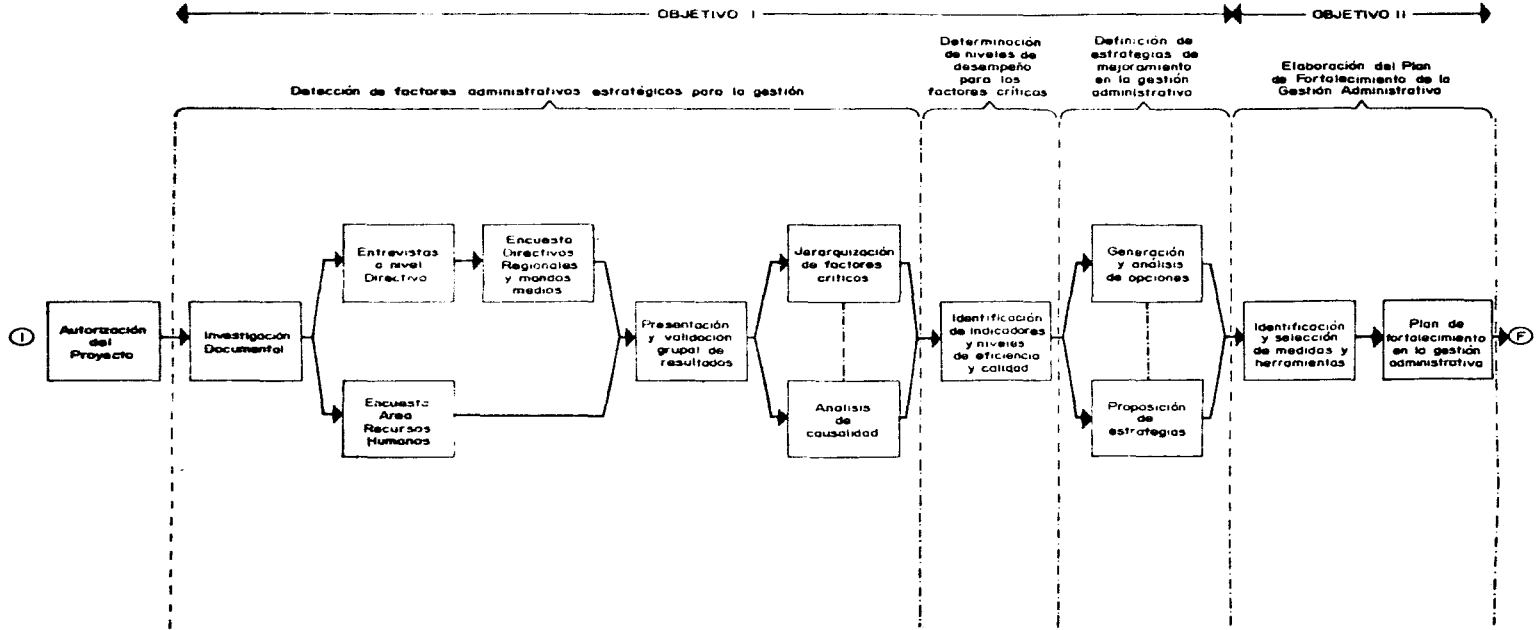 OBJETIVO I
OBJETIVO II
Detección de factores administrativos estratégicos para la gestión
Determinación
de niveles de
desempeño
para los
factores críticos
Definición de
estrategias de
mejoramiento
en la gestión
administrativa
Elaboración del Plan
de Fortalecimiento de la
Gestión Administrativa
I
Autorización
del
Proyecto
Investigación
Documental
Entrevistas
a nivel
Directivo
Encuesta
Directivos
Regionales
y mandos
medios
Encuesta
Area
Recursos
Humanos
Presentación
y validación
grupal de
resultados
Jerarquización
de factores
críticos
Análisis
de
causalidad
Identificación
de indicadores
y niveles
de eficiencia
y calidad
Generación
y análisis
de opciones
Proposición
de
estrategias
Identificación
y selección
de medidas y
herramientas
Plan de
fortalecimiento
en la gestión
administrativa
F